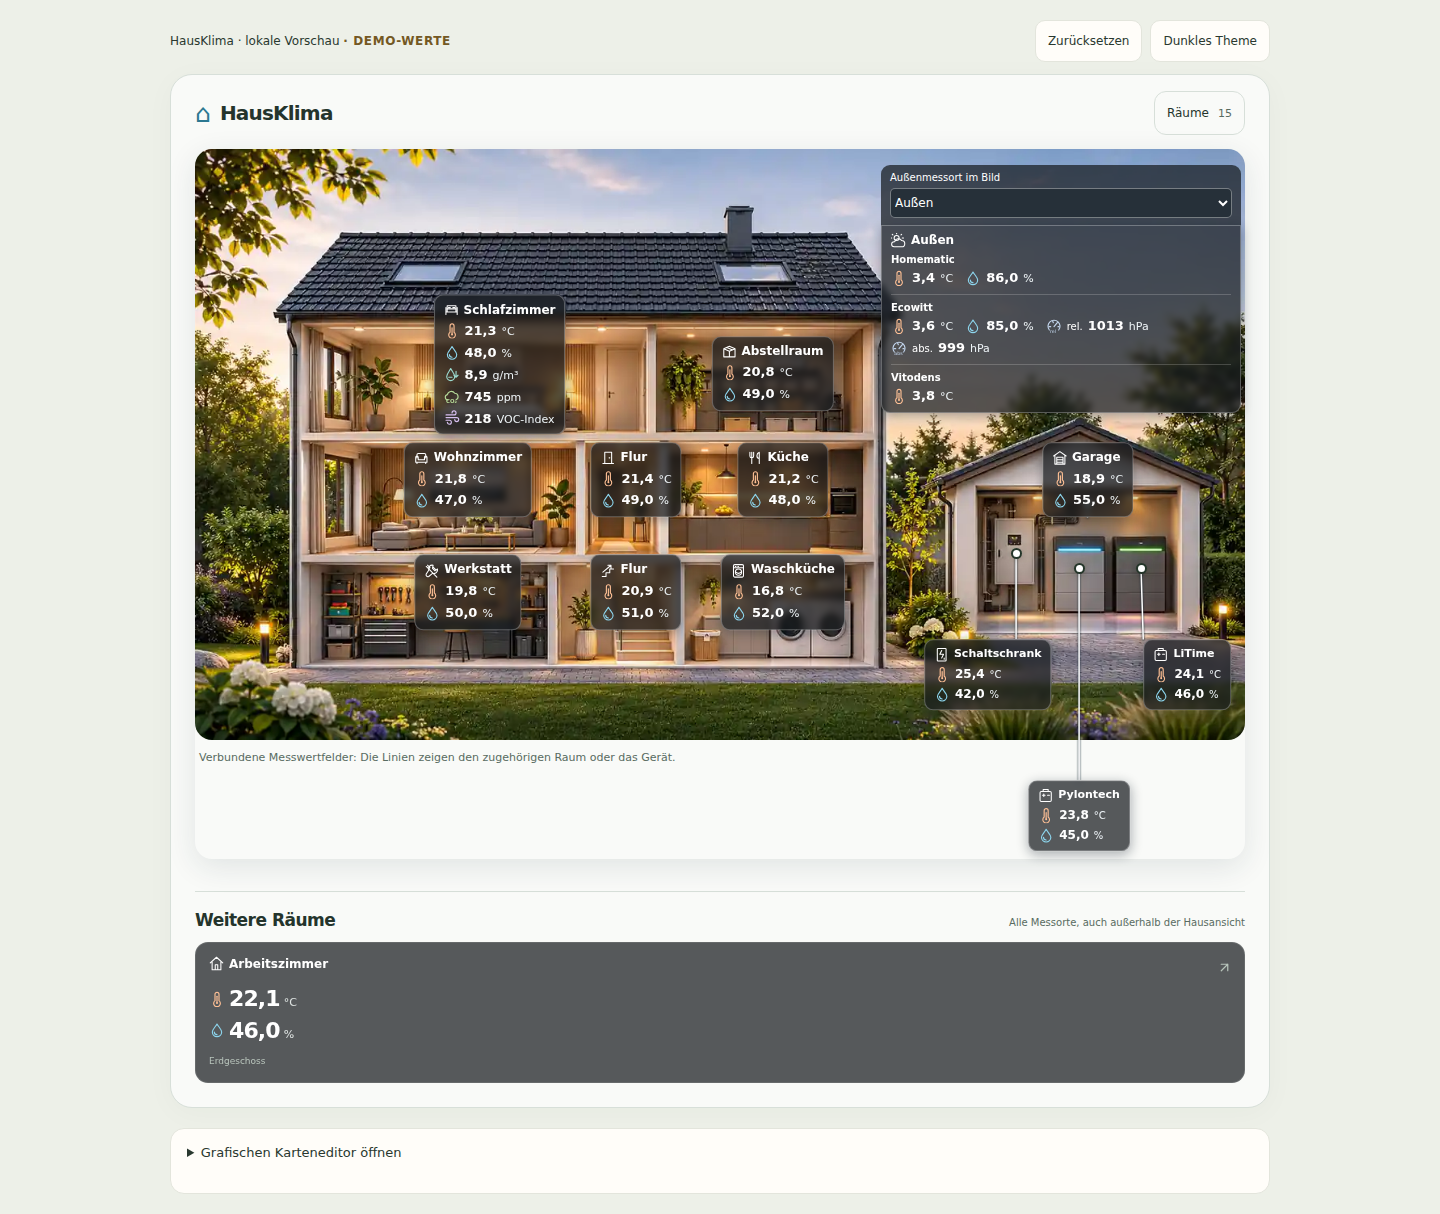 HausKlima · lokale Vorschau · DEMO-WERTE
Zurücksetzen
Dunkles Theme
HausKlima
Räume 15
Außenmessort im Bild
Außen
Außen
Homematic
3,4 °C 86,0 %
Ecowitt
3,6 °C 85,0 % rel. 1013 hPa
abs. 999 hPa
Vitodens
3,8 °C
Schlafzimmer
21,3 °C
48,0 %
8,9 g/m³
745 ppm
218 VOC-Index
Abstellraum
20,8 °C
49,0 %
Wohnzimmer
21,8 °C
47,0 %
Flur
21,4 °C
49,0 %
Küche
21,2 °C
48,0 %
Garage
18,9 °C
55,0 %
Werkstatt
19,8 °C
50,0 %
Flur
20,9 °C
51,0 %
Waschküche
16,8 °C
52,0 %
Schaltschrank
25,4 °C
42,0 %
LiTime
24,1 °C
46,0 %
Verbundene Messwertfelder: Die Linien zeigen den zugehörigen Raum oder das Gerät.
Pylontech
23,8 °C
45,0 %
Weitere Räume
Alle Messorte, auch außerhalb der Hausansicht
Arbeitszimmer
22,1 °C
46,0 %
Erdgeschoss
Grafischen Karteneditor öffnen